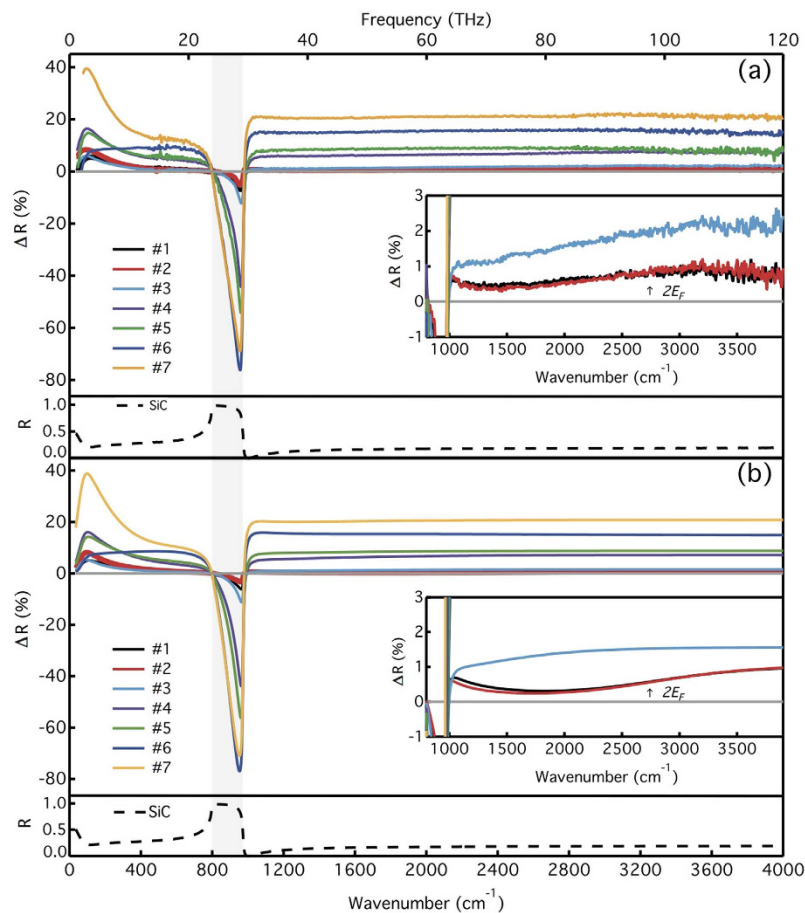 Frequency (THz)
0 20 40 60 80 100 120
(a)
40
20
0
-20
-40
-60
-80
ΔR (%)
#1
#2
#3
#4
#5
#6
#7
3
2
1
0
-1
ΔR (%)
↑ 2EF
1000 1500 2000 2500 3000 3500
Wavenumber (cm-1)
1.0
0.5
0.0
R
SiC
(b)
40
20
0
-20
-40
-60
-80
ΔR (%)
#1
#2
#3
#4
#5
#6
#7
3
2
1
0
-1
ΔR (%)
↑ 2EF
1000 1500 2000 2500 3000 3500
Wavenumber (cm-1)
1.0
0.5
0.0
R
SiC
0 400 800 1200 1600 2000 2400 2800 3200 3600 4000
Wavenumber (cm-1)